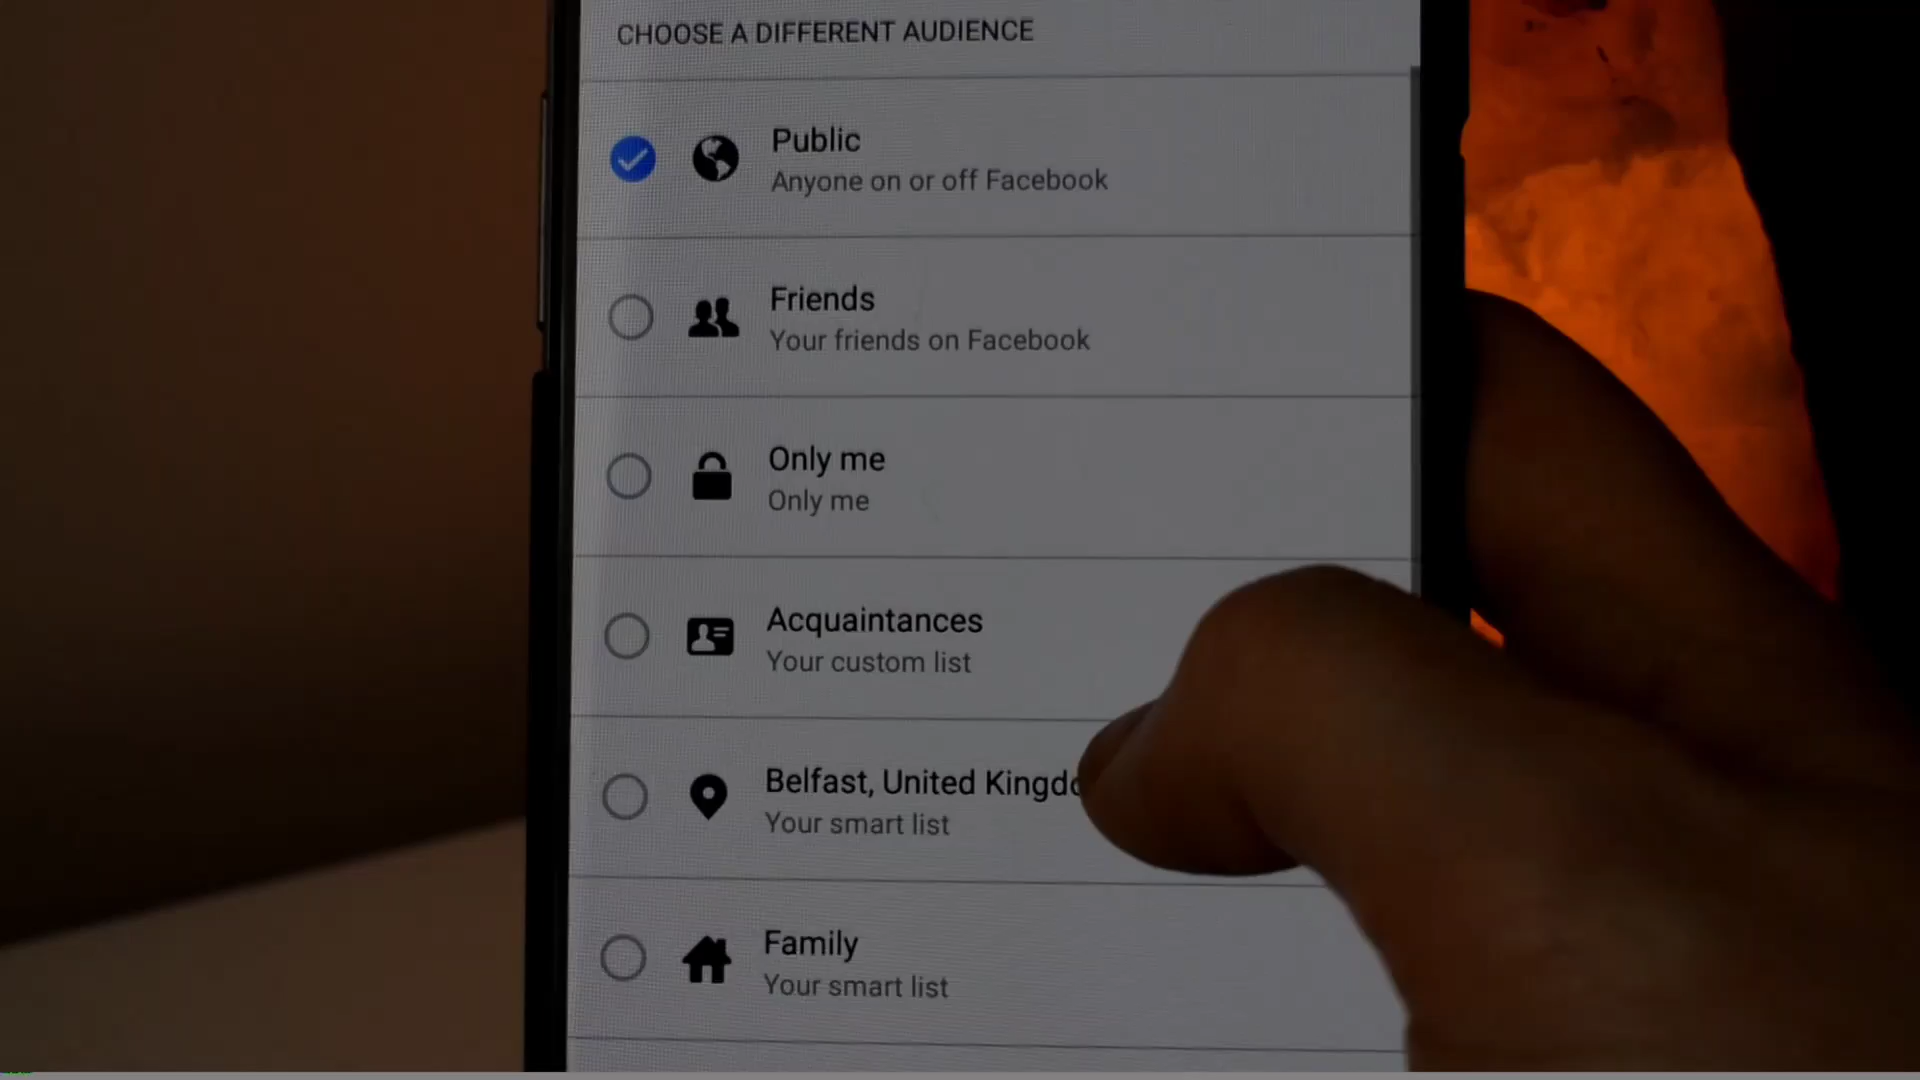 CHOOSE A DIFFERENT AUDIENCE
Public
Anyone on or off Facebook
Friends
Your friends on Facebook
Only me
Only me
Acquaintances
Your custom list
Belfast, United
Your smart list
Family
Your smart list